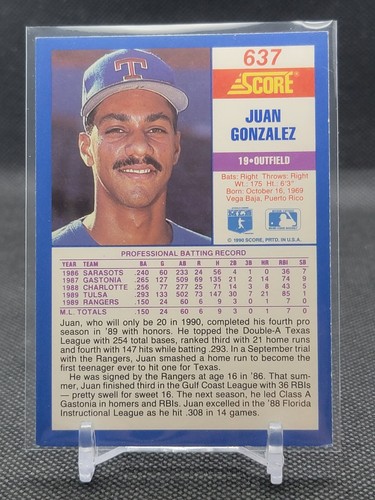 T
637
SCORE
JUAN
GONZALEZ
19•OUTFIELD
Bats: Right Throws: Right
Wt.: 175 Ht.: 6'3"
Born: October 16, 1969
Vega Baja, Puerto Rico
© 1990 SCORE, PRTD. IN U.S.A.
PROFESSIONAL BATTING RECORD
YEAR TEAM BA G AB R H 2B 3B HR RBI SB
1986 SARASOTS .240 60 233 24 56 4 1 0 36 7
1987 GASTONIA .265 127 509 69 135 21 2 14 74 9
1988 CHARLOTTE .256 77 277 25 71 14 3 8 43 5
1989 TULSA .293 133 502 73 147 30 7 21 85 1
1989 RANGERS .150 24 60 6 9 3 0 1 7 0
M.L. TOTALS .150 24 60 6 9 3 0 1 7 0
Juan, who will only be 20 in 1990, completed his fourth pro
season in '89 with honors. He topped the Double-A Texas
League with 254 total bases, ranked third with 21 home runs
and fourth with 147 hits while batting .293. In a September trial
with the Rangers, Juan smashed a home run to become the
first teenager ever to hit one for Texas.
He was signed by the Rangers at age 16 in '86. That sum-
mer, Juan finished third in the Gulf Coast League with 36 RBIs
— pretty swell for sweet 16. The next season, he led Class A
Gastonia in homers and RBIs. Juan excelled in the '88 Florida
Instructional League as he hit .308 in 14 games.